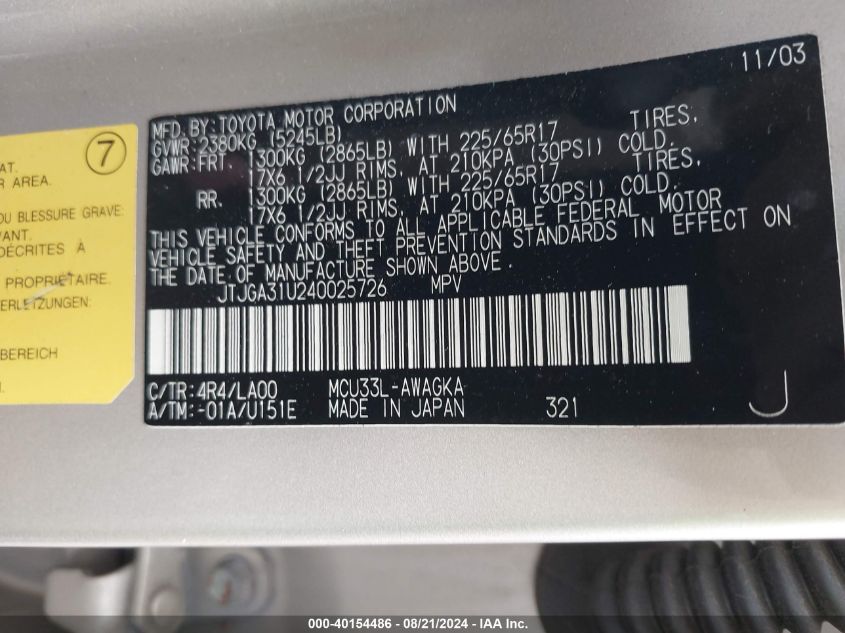 11/03
MFD. BY: TOYOTA MOTOR CORPORATION
GVWR: 2380KG (5245LB)
GAWR: FRT 1300KG (2865LB) WITH 225/65R17 TIRES,
17X6 1/2JJ RIMS, AT 210KPA (30PSI) COLD.
RR. 1300KG (2865LB) WITH 225/65R17 TIRES,
17X6 1/2JJ RIMS, AT 210KPA (30PSI) COLD.
THIS VEHICLE CONFORMS TO ALL APPLICABLE FEDERAL MOTOR
VEHICLE SAFETY AND THEFT PREVENTION STANDARDS IN EFFECT ON
THE DATE OF MANUFACTURE SHOWN ABOVE.
JTJGA31U240025726 MPV
C/TR: 4R4/LA00 MCU33L-AWAGKA
A/TM: -01A/U151E MADE IN JAPAN 321 J
7
AT.
R AREA.
OU BLESSURE GRAVE:
VANT.
DÉCRITES À
PROPRIÉTAIRE.
ERLETZUNGEN:
BEREICH
N.
000-40154486 - 08/21/2024 - IAA Inc.